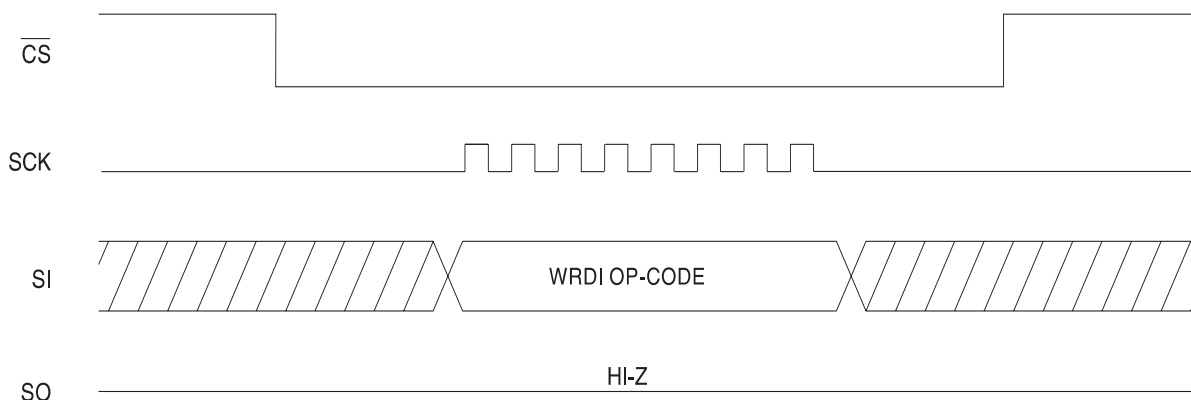 CS
SCK
SI
WRDI OP-CODE
HI-Z
SO